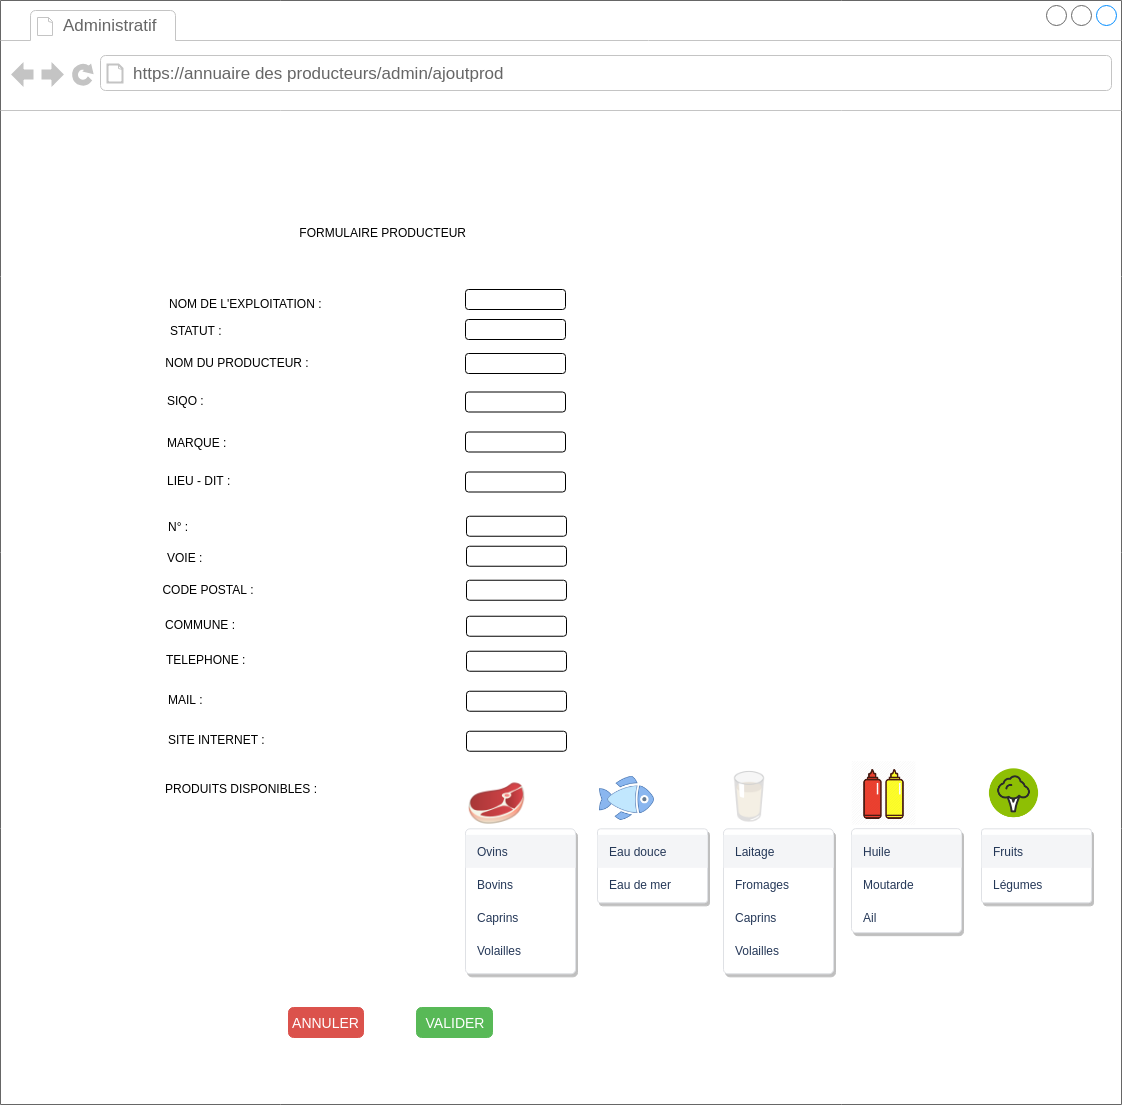 Administratif
https://annuaire des producteurs/admin/ajoutprod
FORMULAIRE PRODUCTEUR
NOM DE L'EXPLOITATION :
STATUT :
NOM DU PRODUCTEUR :
SIQO :
MARQUE :
LIEU - DIT :
N° :
VOIE :
CODE POSTAL :
COMMUNE :
TELEPHONE :
MAIL :
SITE INTERNET :
PRODUITS DISPONIBLES :
Ovins
Bovins
Caprins
Volailles
Eau douce
Eau de mer
Laitage
Fromages
Caprins
Volailles
Huile
Moutarde
Ail
Fruits
Légumes
ANNULER
VALIDER